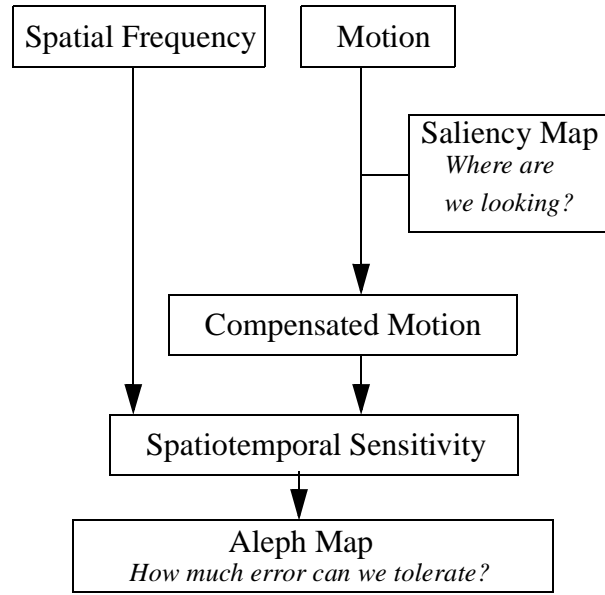 Spatial Frequency
Motion
Saliency Map
Where are
we looking?
Compensated Motion
Spatiotemporal Sensitivity
Aleph Map
How much error can we tolerate?